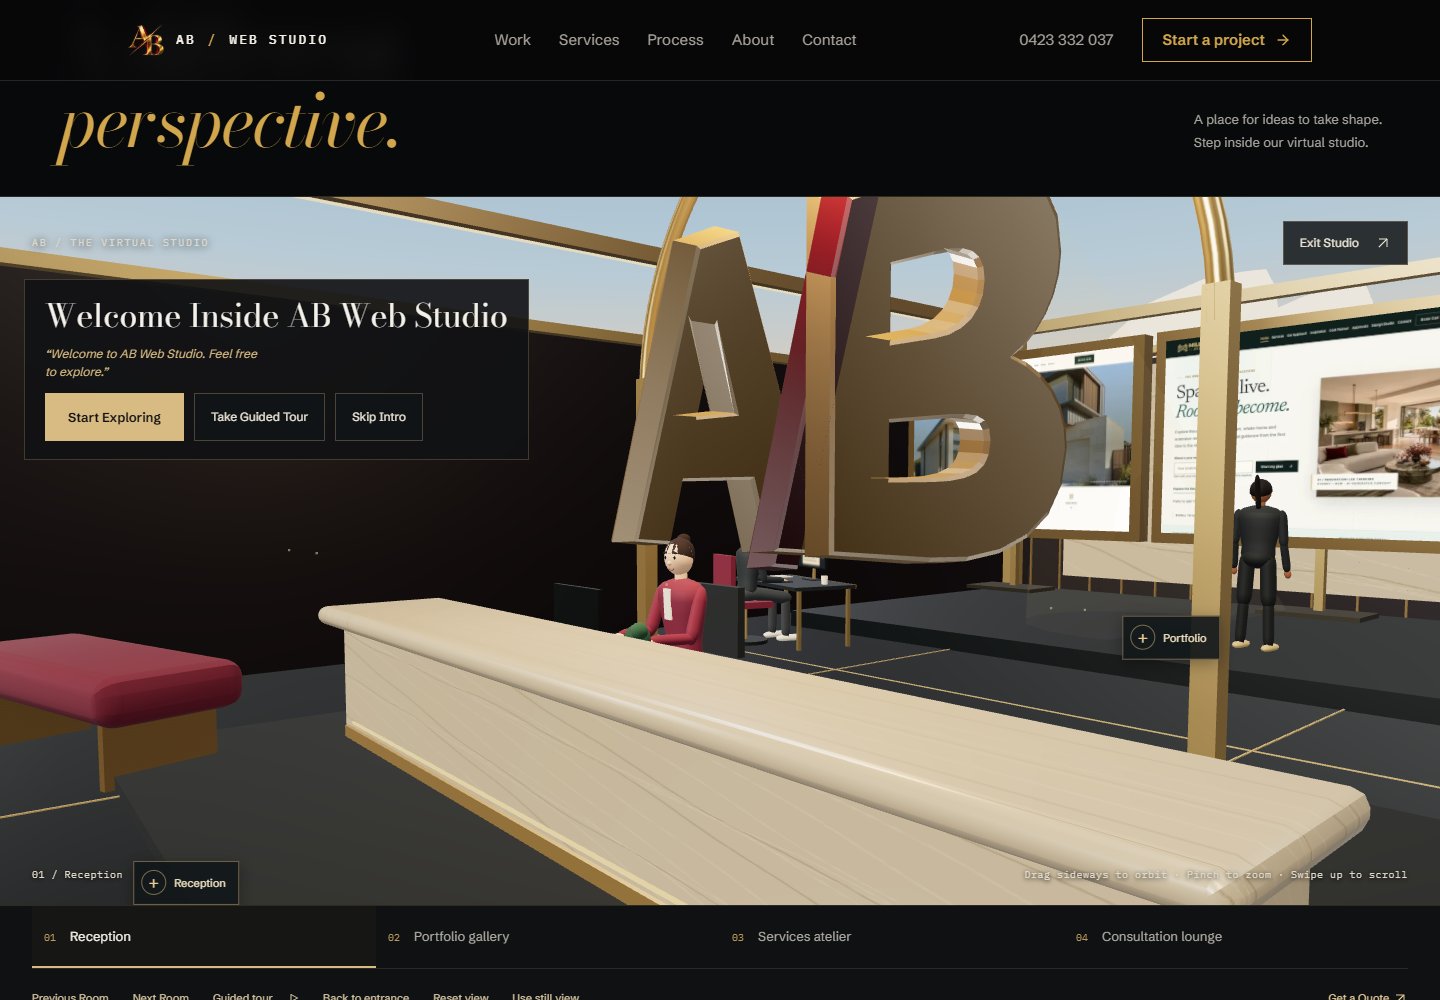 AB / WEB STUDIO
Work
Services
Process
About
Contact
0423 332 037
Start a project
perspective.
A place for ideas to take shape.
Step inside our virtual studio.
AB / THE VIRTUAL STUDIO
Exit Studio
Welcome Inside AB Web Studio
“Welcome to AB Web Studio. Feel free
to explore.”
Start Exploring
Take Guided Tour
Skip Intro
AB
live.
become.
Portfolio
01 / Reception
Reception
Drag sideways to orbit · Pinch to zoom · Swipe up to scroll
01 Reception
02 Portfolio gallery
03 Services atelier
04 Consultation lounge
Previous Room
Next Room
Guided tour
Back to entrance
Reset view
Use still view
Get a Quote